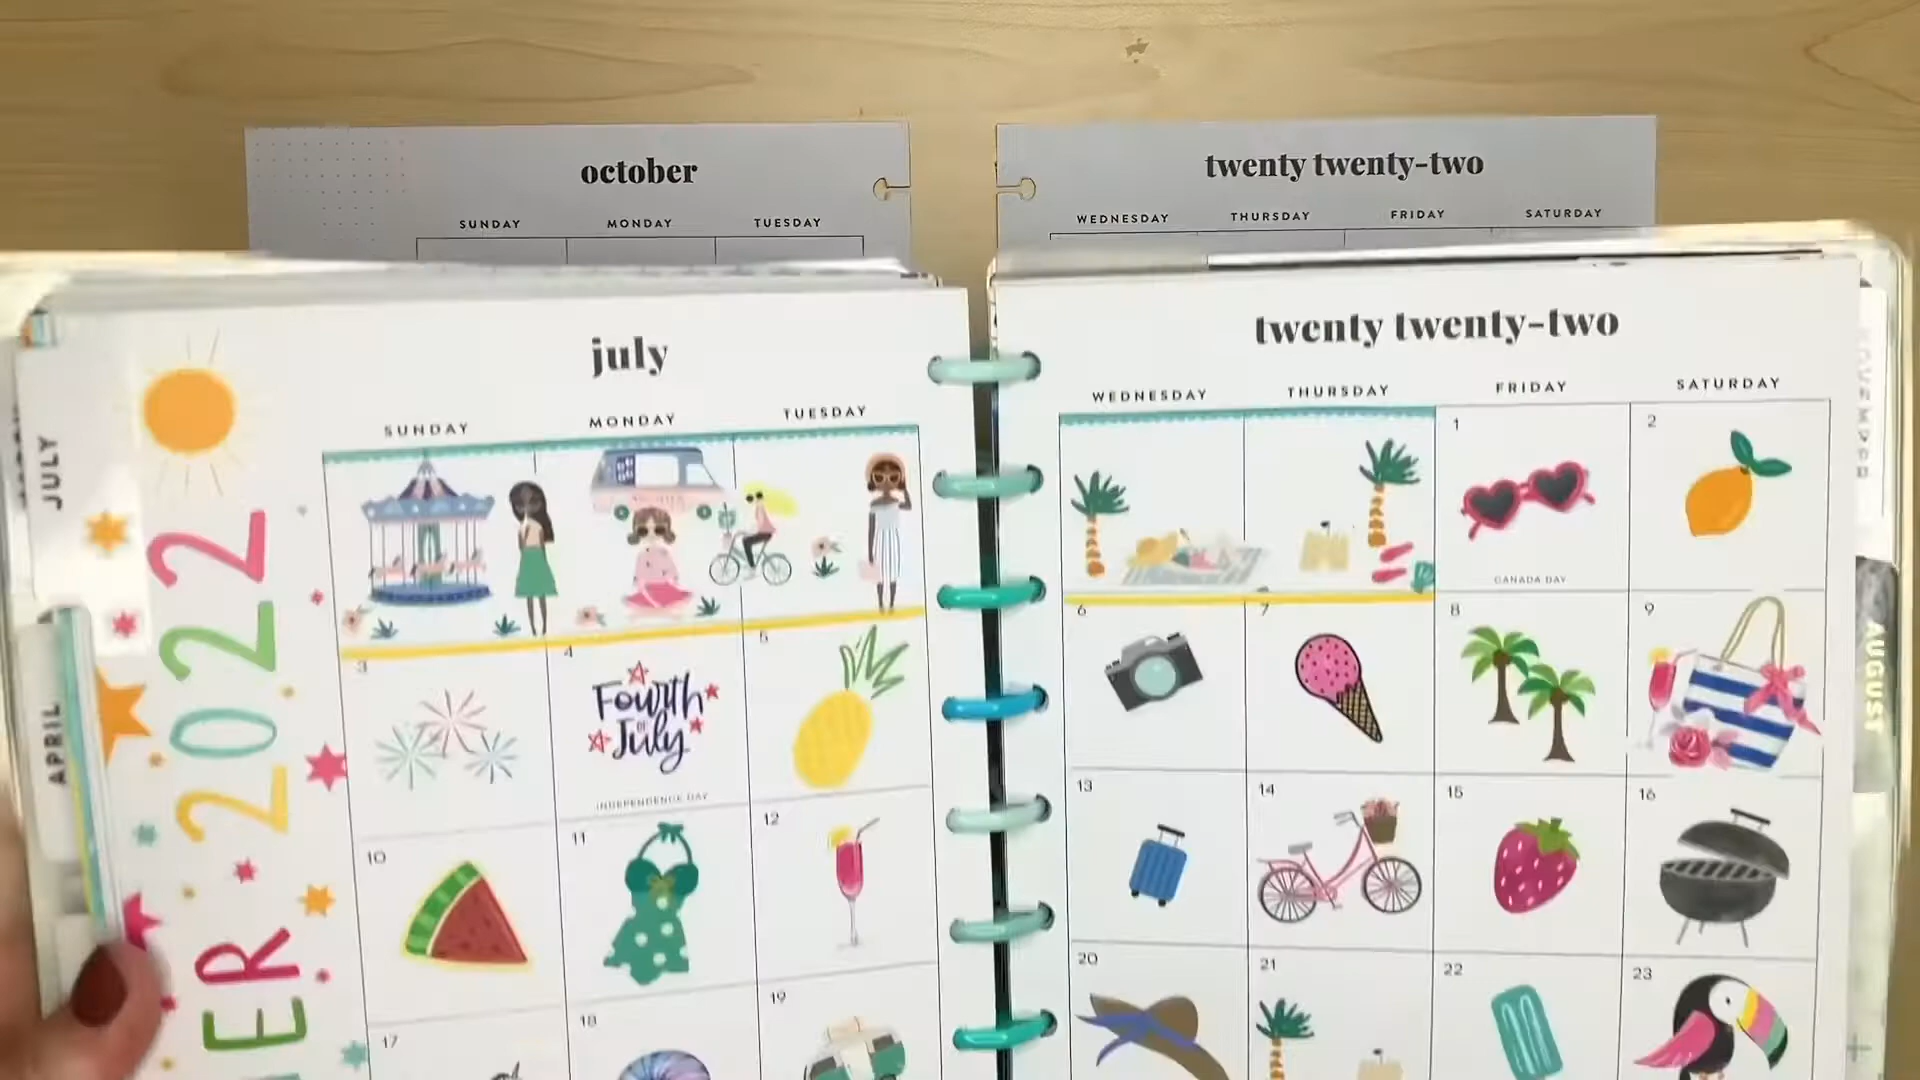 october
twenty twenty-two
SUNDAY MONDAY TUESDAY
WEDNESDAY THURSDAY FRIDAY SATURDAY
july
twenty twenty-two
SUNDAY MONDAY TUESDAY
WEDNESDAY THURSDAY FRIDAY SATURDAY
1 2
CANADA DAY
3 4 5 6 7 8 9
Fourth
OF
July
INDEPENDENCE DAY
10 11 12 13 14 15 16
17 18 19 20 21 22 23
JULY
APRIL
2022
ER
AUGUST